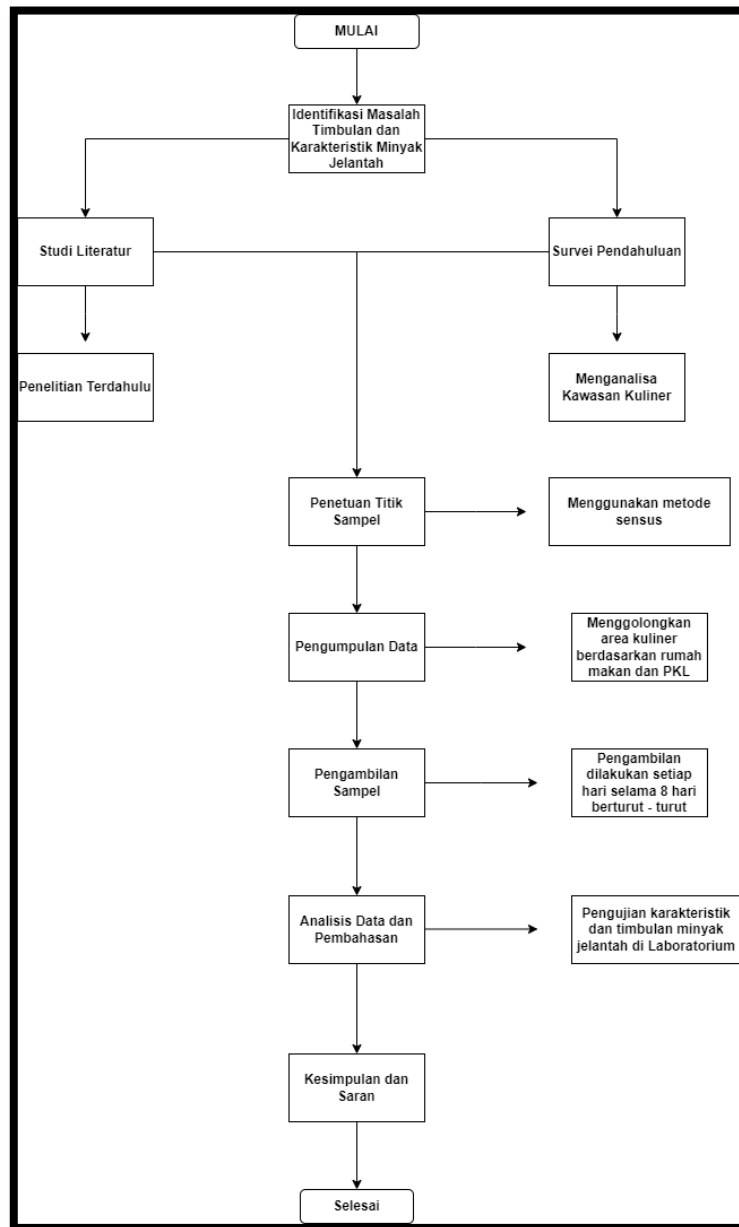 MULAI
Identifikasi Masalah
Timbulan dan
Karakteristik Minyak
Jelantah
Studi Literatur
Survei Pendahuluan
Penelitian Terdahulu
Menganalisa
Kawasan Kuliner
Penetuan Titik
Sampel
Menggunakan metode
sensus
Pengumpulan Data
Menggolongkan
area kuliner
berdasarkan rumah
makan dan PKL
Pengambilan
Sampel
Pengambilan
dilakukan setiap
hari selama 8 hari
berturut - turut
Analisis Data dan
Pembahasan
Pengujian karakteristik
dan timbulan minyak
jelantah di Laboratorium
Kesimpulan dan
Saran
Selesai